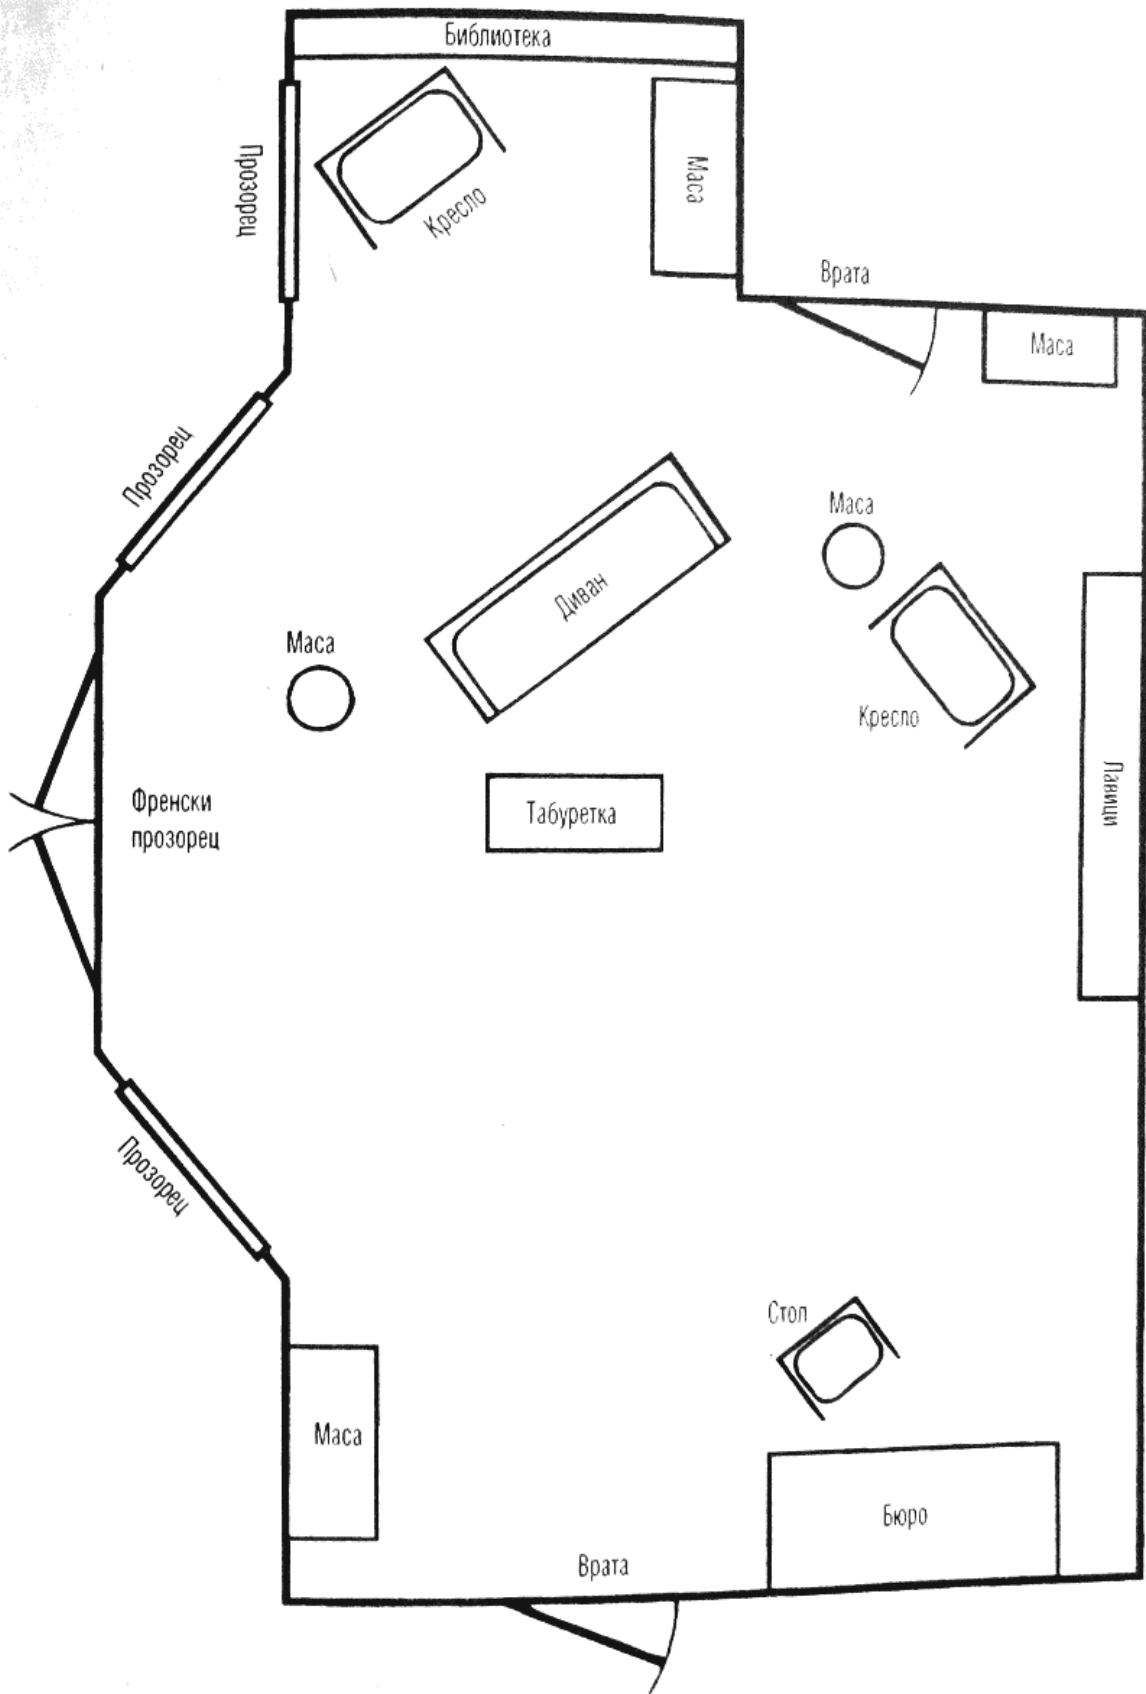 Библиотека
Прозорец
Кресло
Маса
Врата
Маса
Прозорец
Маса
Диван
Маса
Кресло
Лавици
Френски
прозорец
Табуретка
Прозорец
Стол
Маса
Бюро
Врата